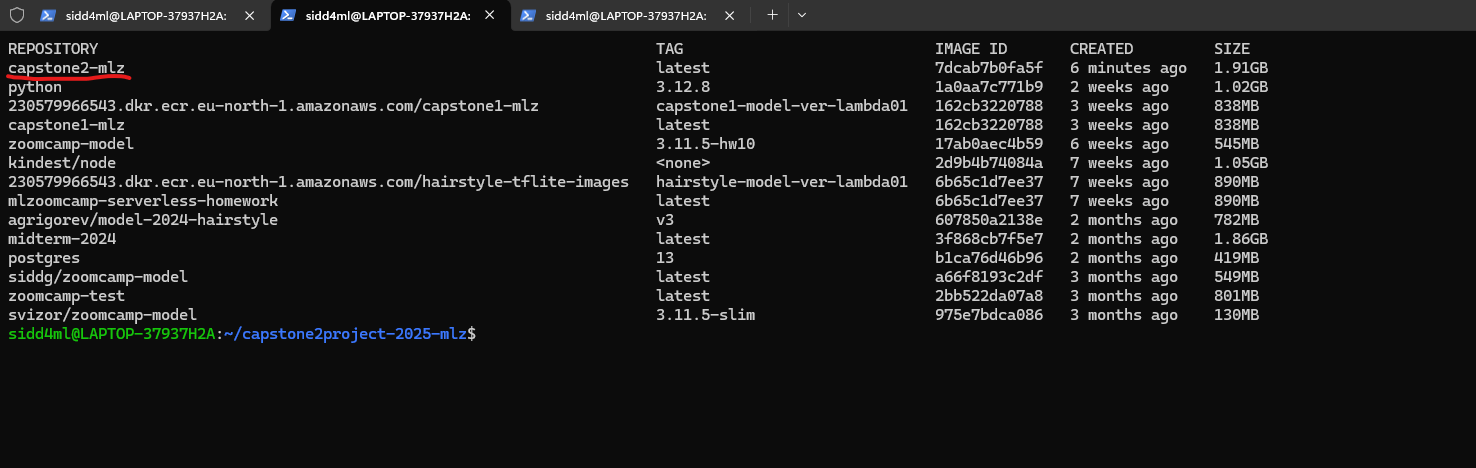 sidd4ml@LAPTOP-37937H2A: sidd4ml@LAPTOP-37937H2A: sidd4ml@LAPTOP-37937H2A:
REPOSITORY TAG IMAGE ID CREATED SIZE
capstone2-mlz latest 7dcab7b0fa5f 6 minutes ago 1.91GB
python 3.12.8 1a0aa7c771b9 2 weeks ago 1.02GB
230579966543.dkr.ecr.eu-north-1.amazonaws.com/capstone1-mlz capstone1-model-ver-lambda01 162cb3220788 3 weeks ago 838MB
capstone1-mlz latest 162cb3220788 3 weeks ago 838MB
zoomcamp-model 3.11.5-hw10 17ab0aec4b59 6 weeks ago 545MB
kindest/node <none> 2d9b4b74084a 7 weeks ago 1.05GB
230579966543.dkr.ecr.eu-north-1.amazonaws.com/hairstyle-tflite-images hairstyle-model-ver-lambda01 6b65c1d7ee37 7 weeks ago 890MB
mlzoomcamp-serverless-homework latest 6b65c1d7ee37 7 weeks ago 890MB
agrigorev/model-2024-hairstyle v3 607850a2138e 2 months ago 782MB
midterm-2024 latest 3f868cb7f5e7 2 months ago 1.86GB
postgres 13 b1ca76d46b96 2 months ago 419MB
siddg/zoomcamp-model latest a66f8193c2df 3 months ago 549MB
zoomcamp-test latest 2bb522da07a8 3 months ago 801MB
svizor/zoomcamp-model 3.11.5-slim 975e7bdca086 3 months ago 130MB
sidd4ml@LAPTOP-37937H2A:~/capstone2project-2025-mlz$